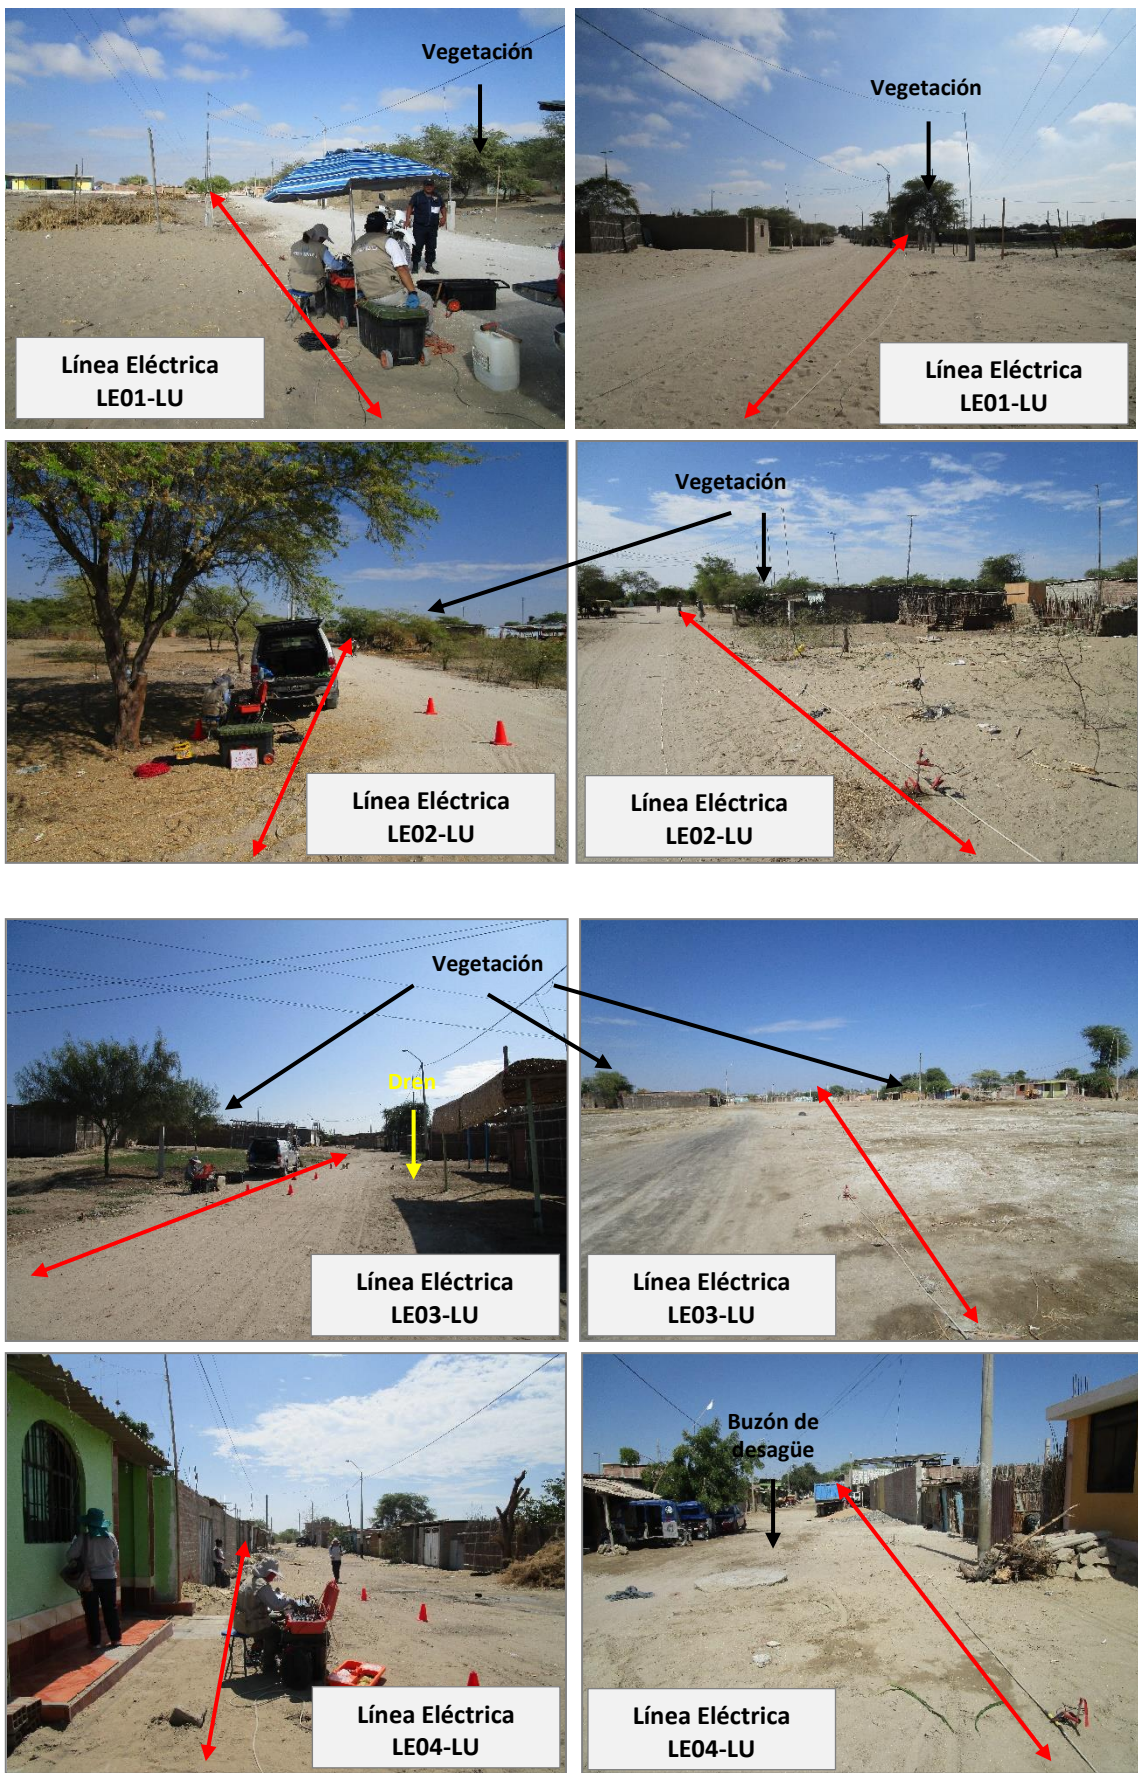 Vegetación
Línea Eléctrica
LE01-LU
Vegetación
Línea Eléctrica
LE01-LU
Línea Eléctrica
LE02-LU
Vegetación
Línea Eléctrica
LE02-LU
Vegetación
Dren
Línea Eléctrica
LE03-LU
Línea Eléctrica
LE03-LU
Línea Eléctrica
LE04-LU
Buzón de
desagüe
Línea Eléctrica
LE04-LU